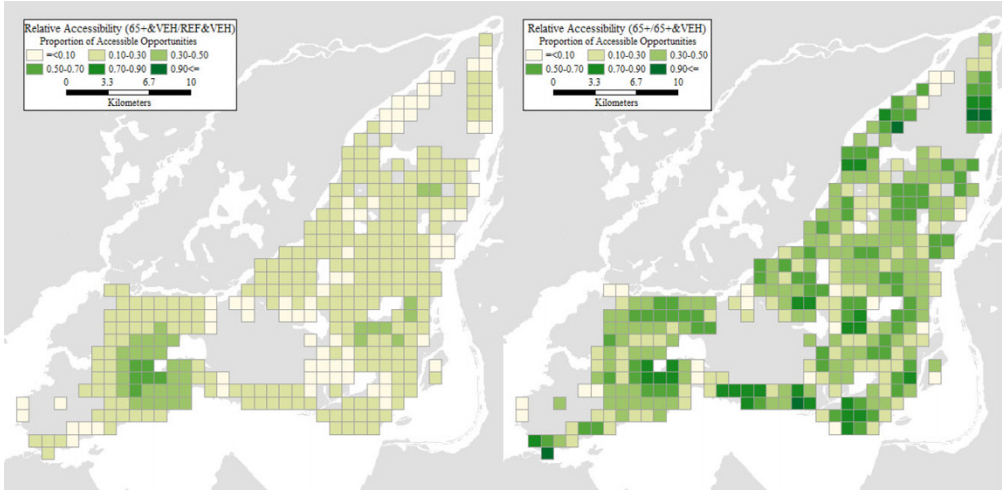 Relative Accessibility (65+&VEH/REF&VEH)
Proportion of Accessible Opportunities
=<0.10 0.10-0.30 0.30-0.50
0.50-0.70 0.70-0.90 0.90<=
0 3.3 6.7 10
Kilometers
Relative Accessibility (65+/65+&VEH)
Proportion of Accessible Opportunities
=<0.10 0.10-0.30 0.30-0.50
0.50-0.70 0.70-0.90 0.90<=
0 3.3 6.7 10
Kilometers